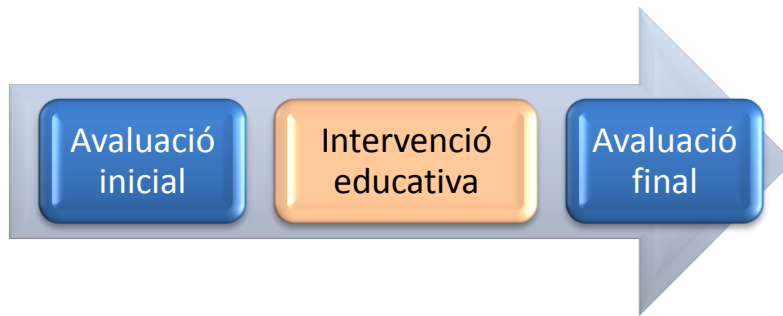 Avaluació
inicial
Intervenció
educativa
Avaluació
final